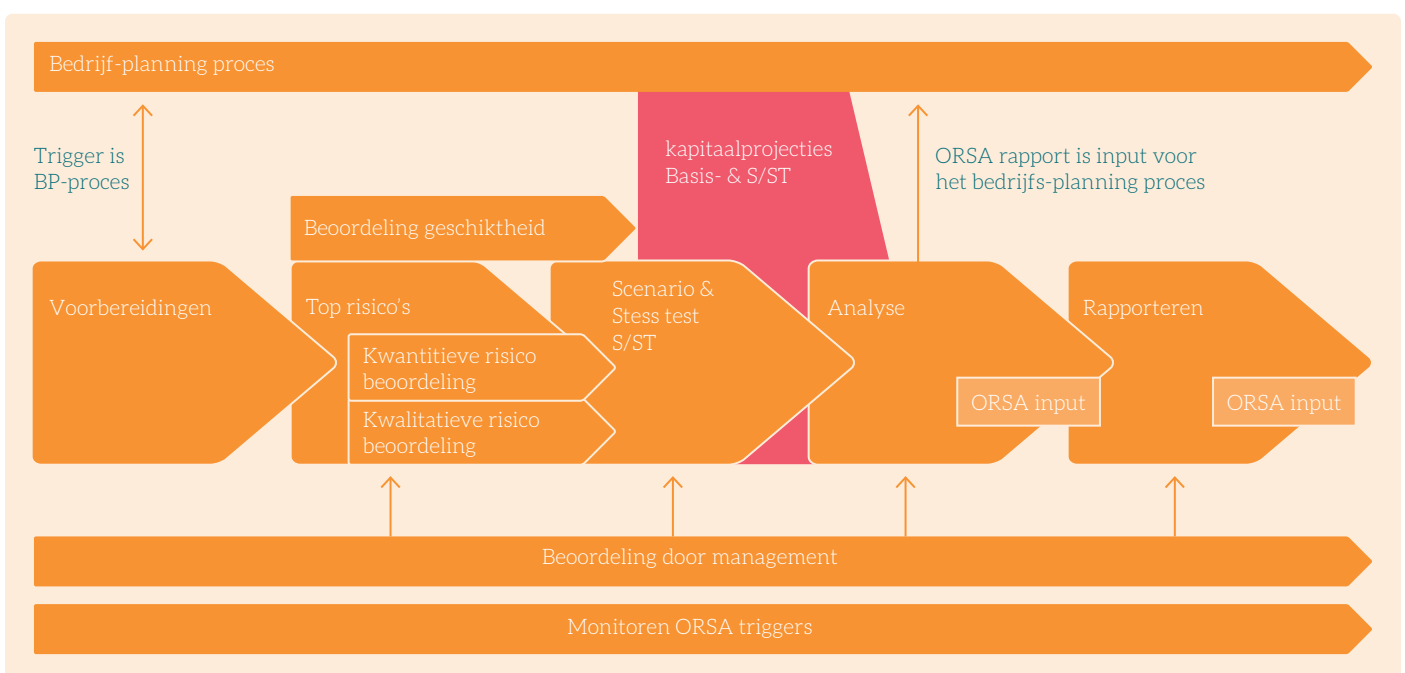 Bedrijf-planning proces
Trigger is
BP-proces
kapitaalprojecties
Basis- & S/ST
ORSA rapport is input voor
het bedrijfs-planning proces
Beoordeling geschiktheid
Voorbereidingen
Top risico's
Kwantitieve risico
beoordeling
Kwalitatieve risico
beoordeling
Scenario &
Stess test
S/ST
Analyse
ORSA input
Rapporteren
ORSA input
Beoordeling door management
Monitoren ORSA triggers